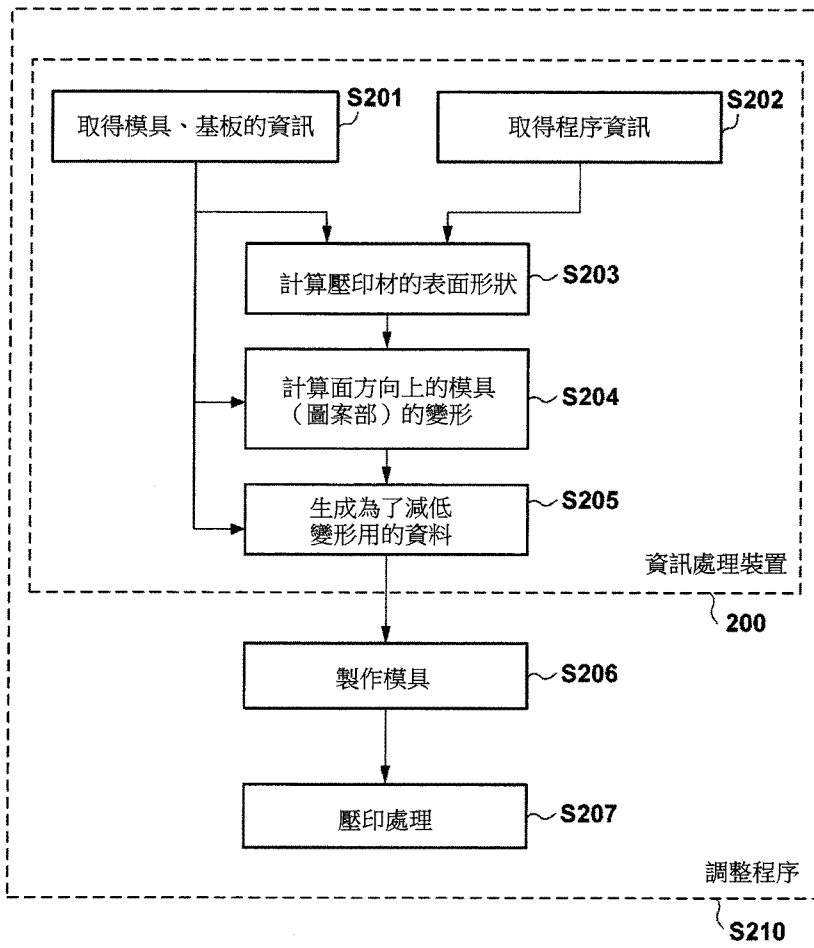 取得模具、基板的資訊
S201
取得程序資訊
S202
計算壓印材的表面形狀
S203
計算面方向上的模具
（圖案部）的變形
S204
生成為了減低
變形用的資料
S205
資訊處理裝置
200
製作模具
S206
壓印處理
S207
調整程序
S210